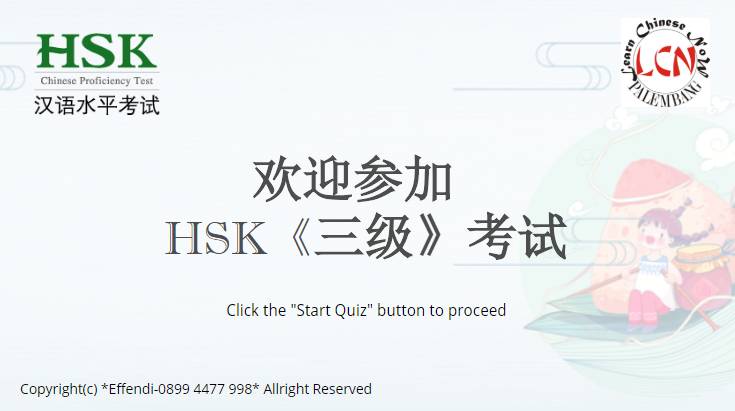 HSK
Chinese Proficiency Test
汉语水平考试
Learn Chinese NoW
LCN
PALEMBANG
欢迎参加
HSK《三级》考试
Click the "Start Quiz" button to proceed
Copyright(c) *Effendi-0899 4477 998* Allright Reserved